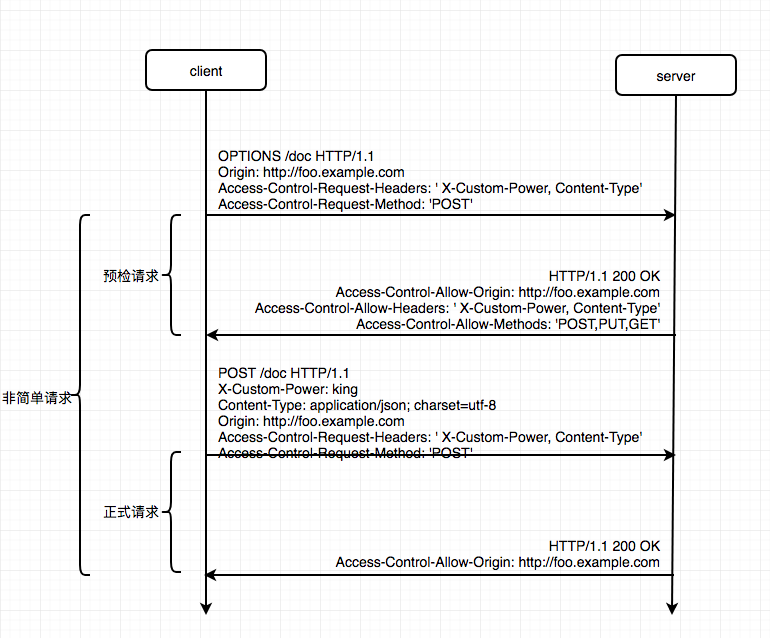 client
server
OPTIONS /doc HTTP/1.1
Origin: http://foo.example.com
Access-Control-Request-Headers: ' X-Custom-Power, Content-Type'
Access-Control-Request-Method: 'POST'
预检请求
HTTP/1.1 200 OK
Access-Control-Allow-Origin: http://foo.example.com
Access-Control-Allow-Headers: ' X-Custom-Power, Content-Type'
Access-Control-Allow-Methods: 'POST,PUT,GET'
非简单请求
POST /doc HTTP/1.1
X-Custom-Power: king
Content-Type: application/json; charset=utf-8
Origin: http://foo.example.com
Access-Control-Request-Headers: ' X-Custom-Power, Content-Type'
Access-Control-Request-Method: 'POST'
正式请求
HTTP/1.1 200 OK
Access-Control-Allow-Origin: http://foo.example.com